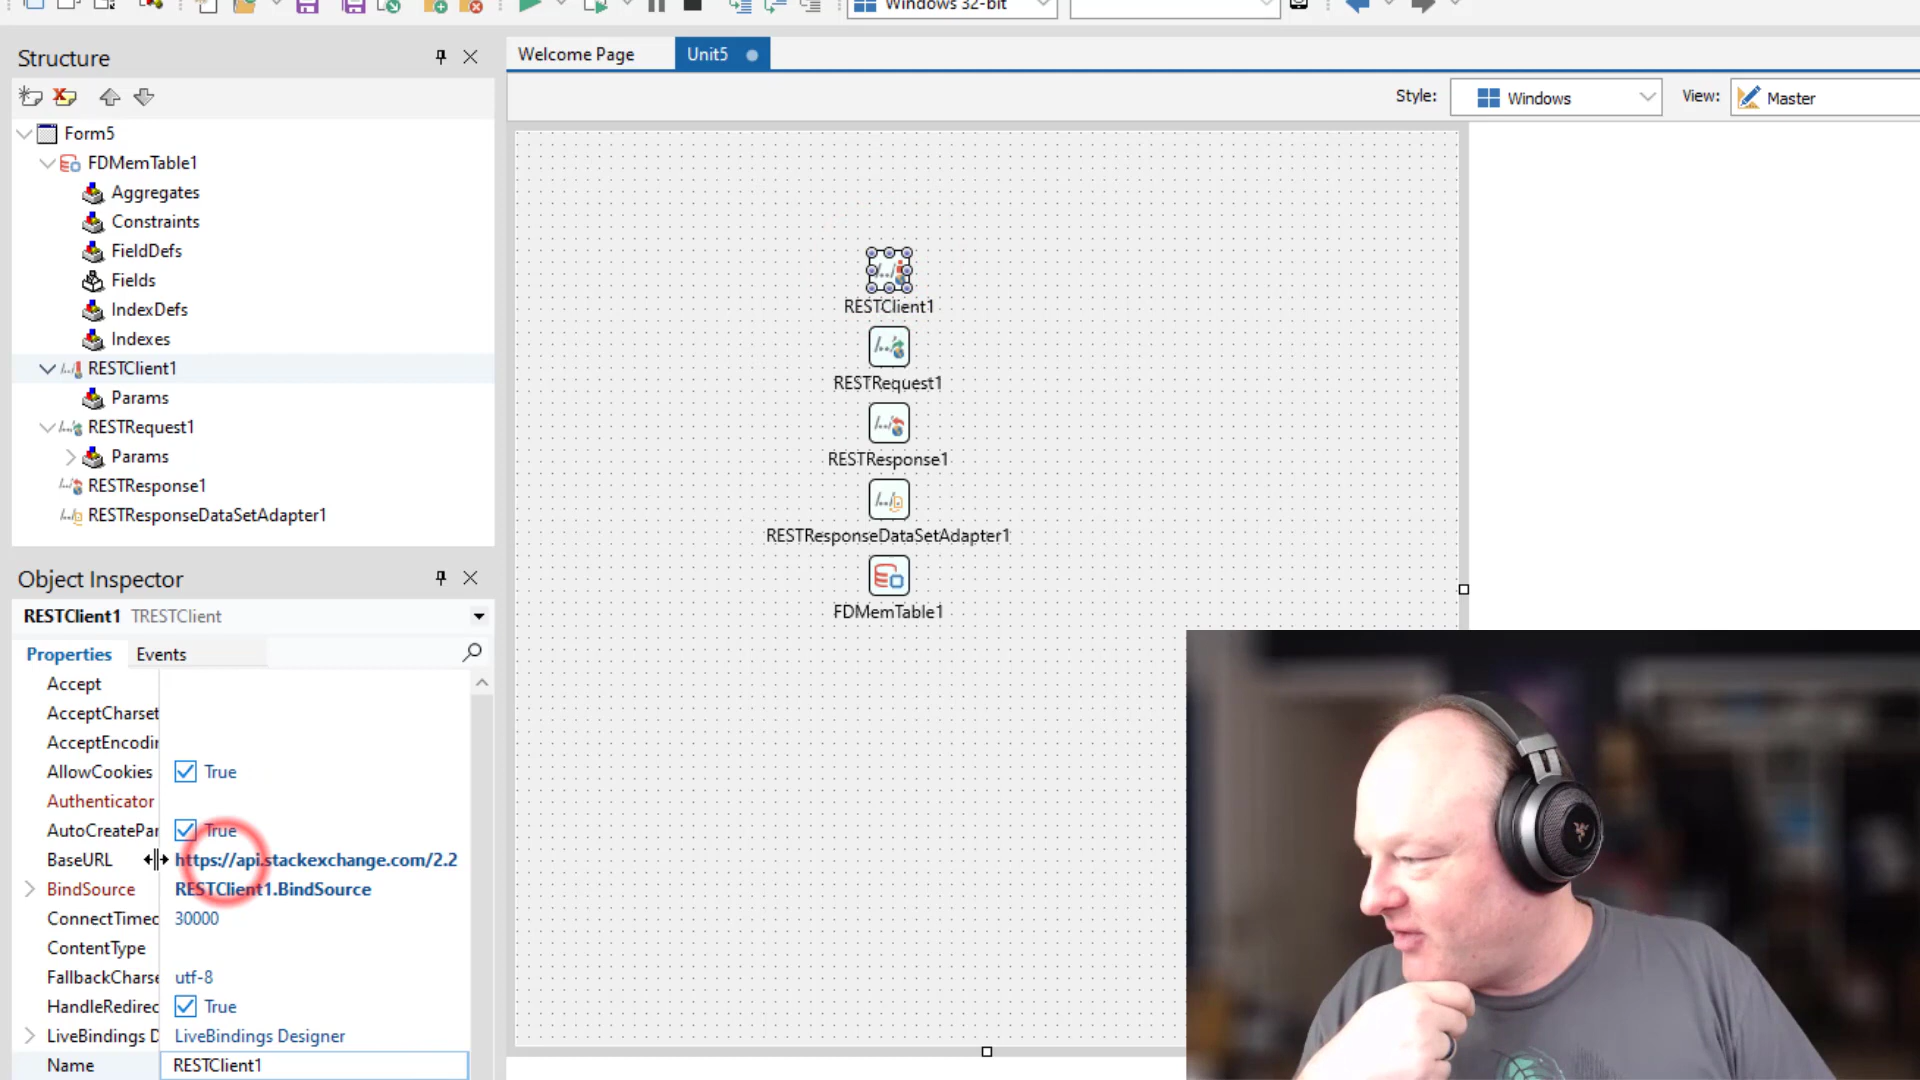 Windows 32-bit
Structure
Welcome Page
Unit5
Style:
Windows
View:
Master
Form5
FDMemTable1
Aggregates
Constraints
FieldDefs
Fields
IndexDefs
Indexes
RESTClient1
Params
RESTRequest1
Params
RESTResponse1
RESTResponseDataSetAdapter1
RESTClient1
RESTRequest1
RESTResponse1
RESTResponseDataSetAdapter1
FDMemTable1
Object Inspector
RESTClient1 TRESTClient
Properties
Events
Accept
AcceptCharset
AcceptEncodin
AllowCookies True
Authenticator
AutoCreatePar True
BaseURL https://api.stackexchange.com/2.2
BindSource RESTClient1.BindSource
ConnectTimeo 30000
ContentType
FallbackCharse utf-8
HandleRedirec True
LiveBindings D LiveBindings Designer
Name RESTClient1